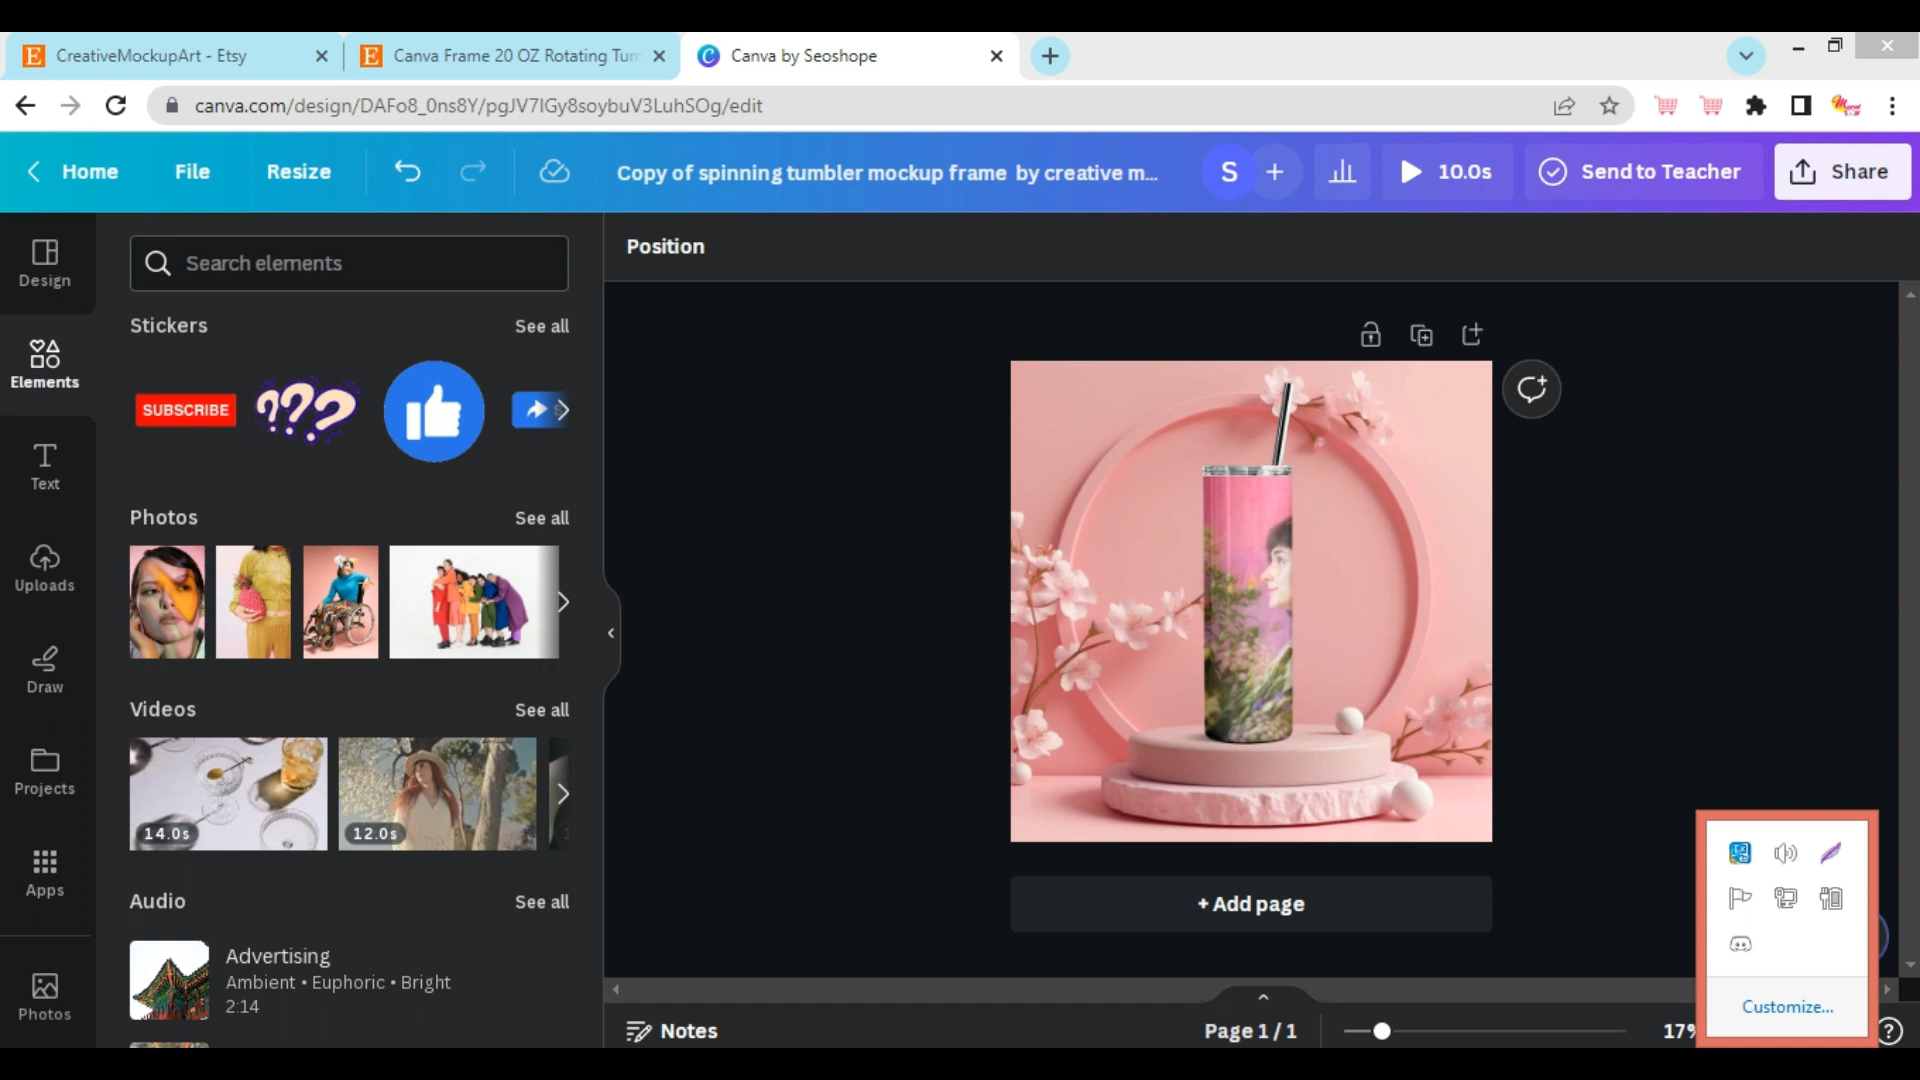 CreativeMockupArt - Etsy
Canva Frame 20 OZ Rotating Tum
Canva by Seoshope
canva.com/design/DAFo8_0ns8Y/pgJV7IGy8soybuV3LuhSOg/edit
Home
File
Resize
Copy of spinning tumbler mockup frame by creative m...
S
10.0s
Send to Teacher
Share
Design
Elements
Text
Uploads
Draw
Projects
Apps
Photos
Search elements
Stickers
See all
SUBSCRIBE
???
Photos
See all
Videos
See all
14.0s
12.0s
Audio
See all
Advertising
Ambient • Euphoric • Bright
2:14
Position
+ Add page
Notes
Page 1 / 1
17%
Customize...